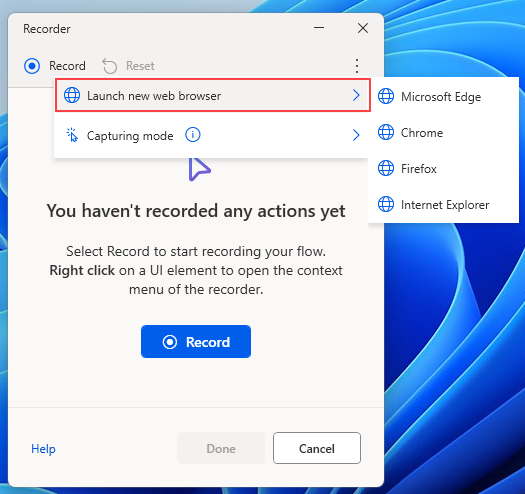 Recorder
Record
Reset
Launch new web browser
Microsoft Edge
Capturing mode
Chrome
Firefox
Internet Explorer
You haven't recorded any actions yet
Select Record to start recording your flow.
Right click on a UI element to open the context
menu of the recorder.
Record
Help
Done
Cancel